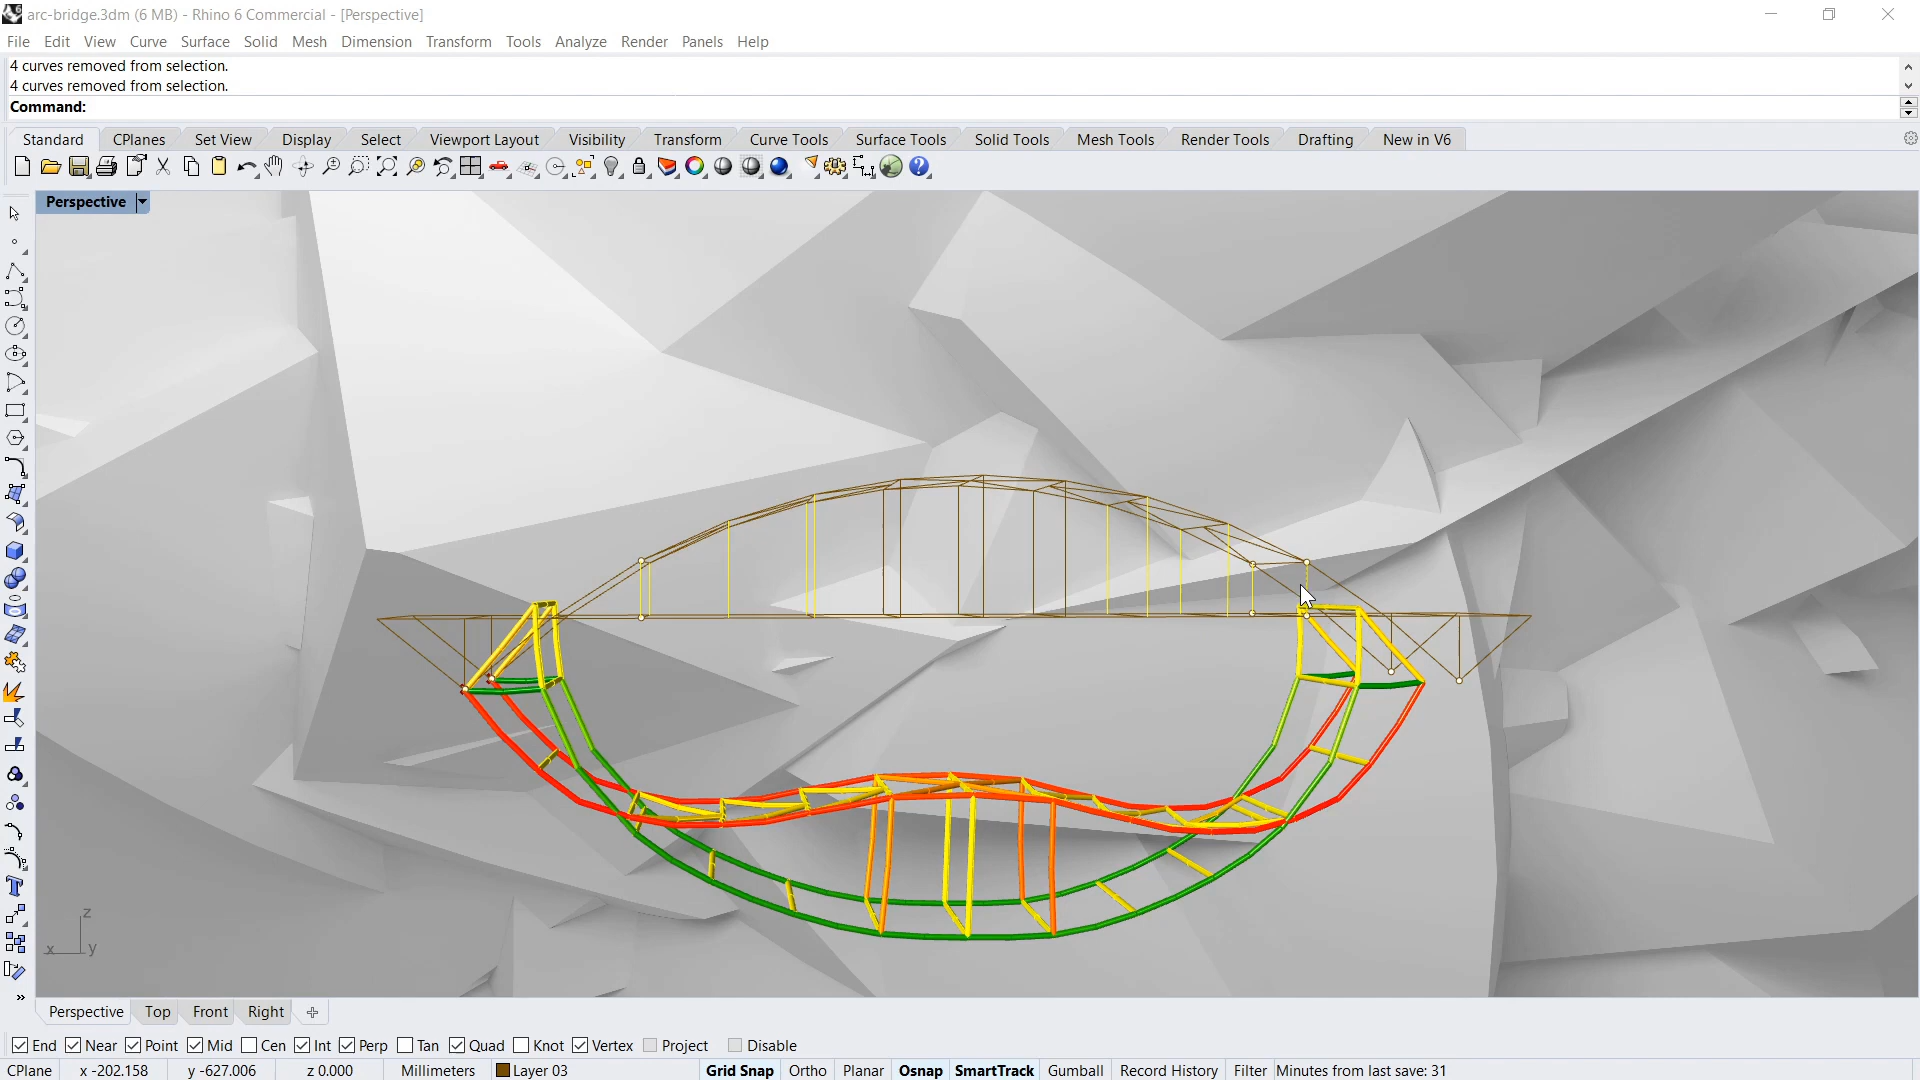 arc-bridge.3dm (6 MB) - Rhino 6 Commercial - [Perspective]
File Edit View Curve Surface Solid Mesh Dimension Transform Tools Analyze Render Panels Help
4 curves removed from selection.
4 curves removed from selection.
Command:
Standard CPlanes Set View Display Select Viewport Layout Visibility Transform Curve Tools Surface Tools Solid Tools Mesh Tools Render Tools Drafting New in V6
Perspective
z
x y
Perspective Top Front Right
End Near Point Mid Cen Int Perp Tan Quad Knot Vertex Project Disable
CPlane x -202.158 y -627.006 z 0.000 Millimeters Layer 03 Grid Snap Ortho Planar Osnap SmartTrack Gumball Record History Filter Minutes from last save: 31